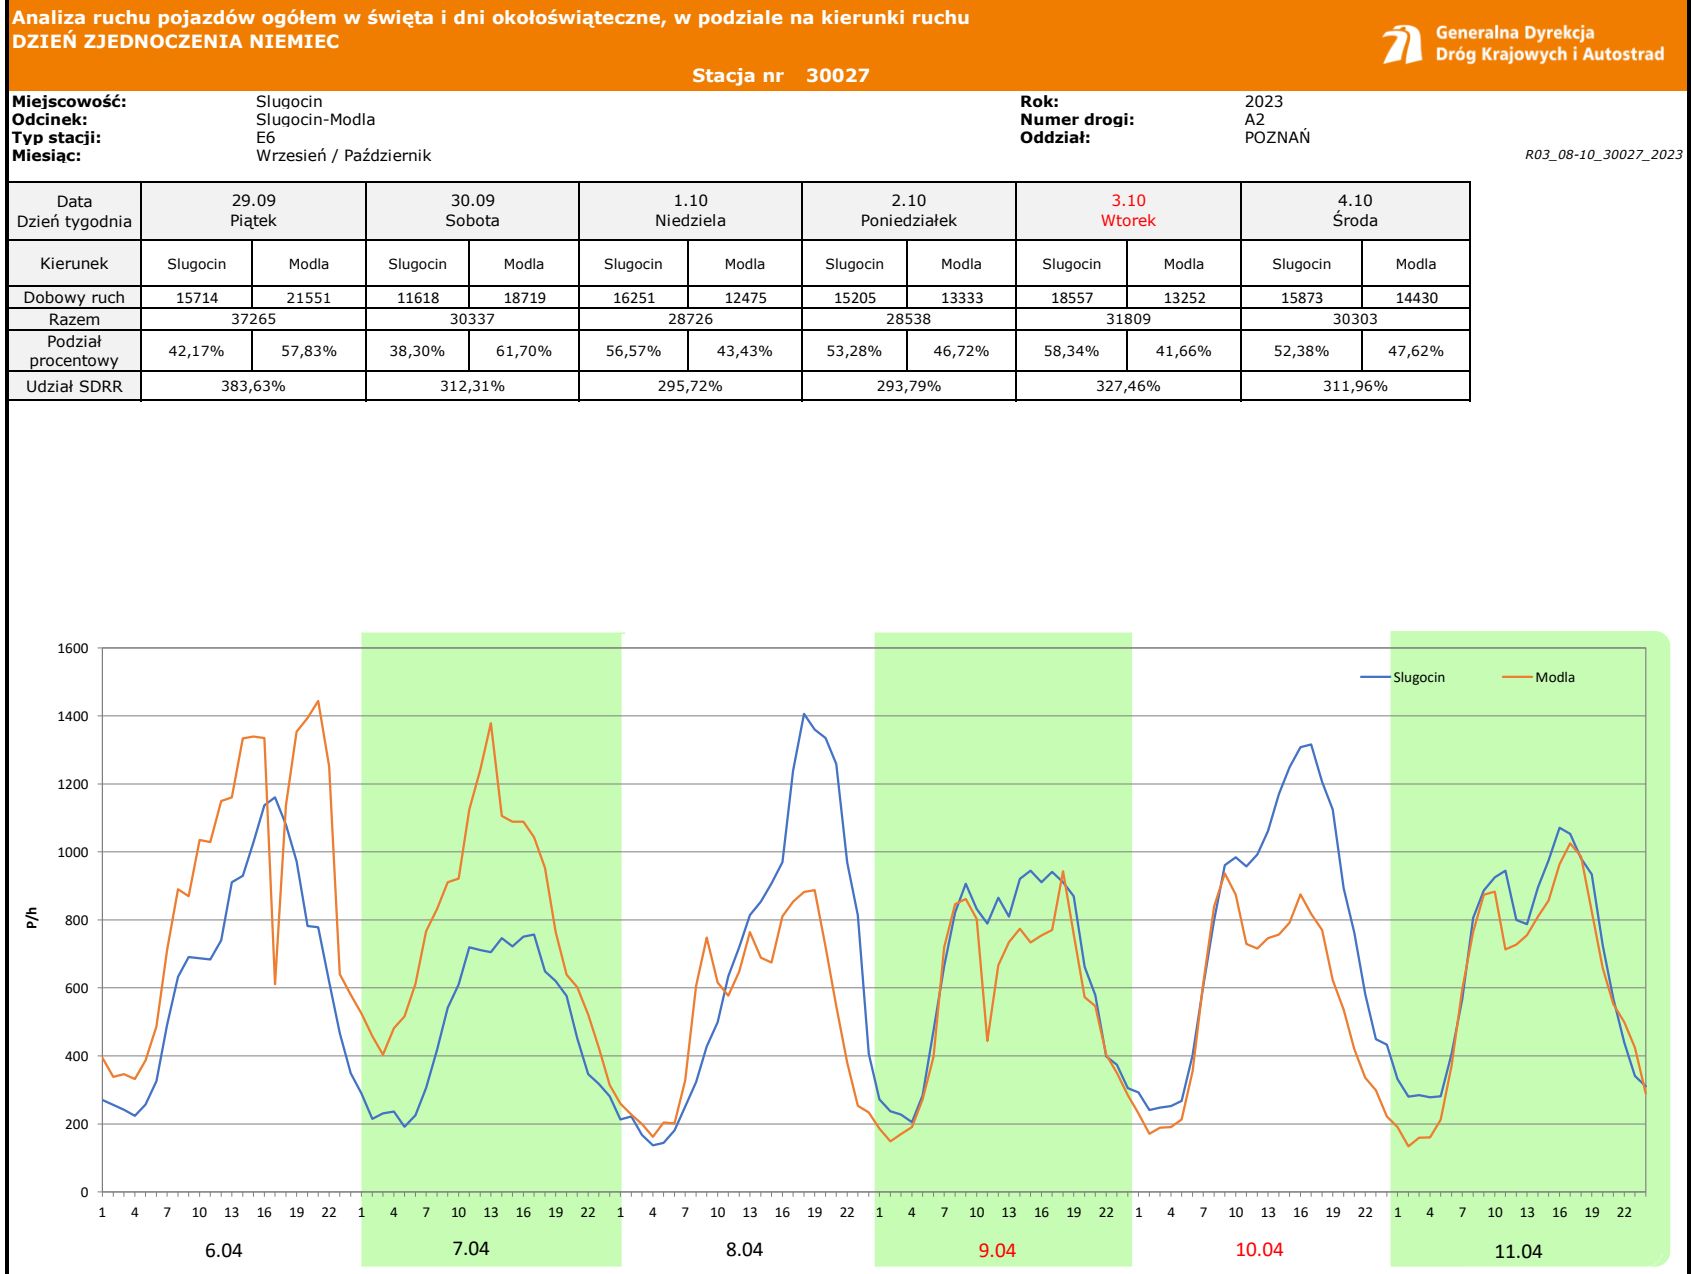 Analiza ruchu pojazdów ogółem w święta i dni okołoświąteczne, w podziale na kierunki ruchu
DZIEŃ ZJEDNOCZENIA NIEMIEC
Generalna Dyrekcja
Dróg Krajowych i Autostrad
Stacja nr 30027
Miejscowość: Slugocin Rok: 2023
Odcinek: Slugocin-Modla Numer drogi: A2
Typ stacji: E6 Oddział: POZNAŃ
Miesiąc: Wrzesień / Październik R03_08-10_30027_2023
Data 29.09 30.09 1.10 2.10 3.10 4.10
Dzień tygodnia Piątek Sobota Niedziela Poniedziałek Wtorek Środa
Kierunek Slugocin Modla Slugocin Modla Slugocin Modla Slugocin Modla Slugocin Modla Slugocin Modla
Dobowy ruch 15714 21551 11618 18719 16251 12475 15205 13333 18557 13252 15873 14430
Razem 37265 30337 28726 28538 31809 30303
Podział
procentowy 42,17% 57,83% 38,30% 61,70% 56,57% 43,43% 53,28% 46,72% 58,34% 41,66% 52,38% 47,62%
Udział SDRR 383,63% 312,31% 295,72% 293,79% 327,46% 311,96%
1600
Slugocin Modla
1400
1200
1000
800
P/h
600
400
200
0
1 4 7 10 13 16 19 22 1 4 7 10 13 16 19 22 1 4 7 10 13 16 19 22 1 4 7 10 13 16 19 22 1 4 7 10 13 16 19 22 1 4 7 10 13 16 19 22
6.04 7.04 8.04 9.04 10.04 11.04